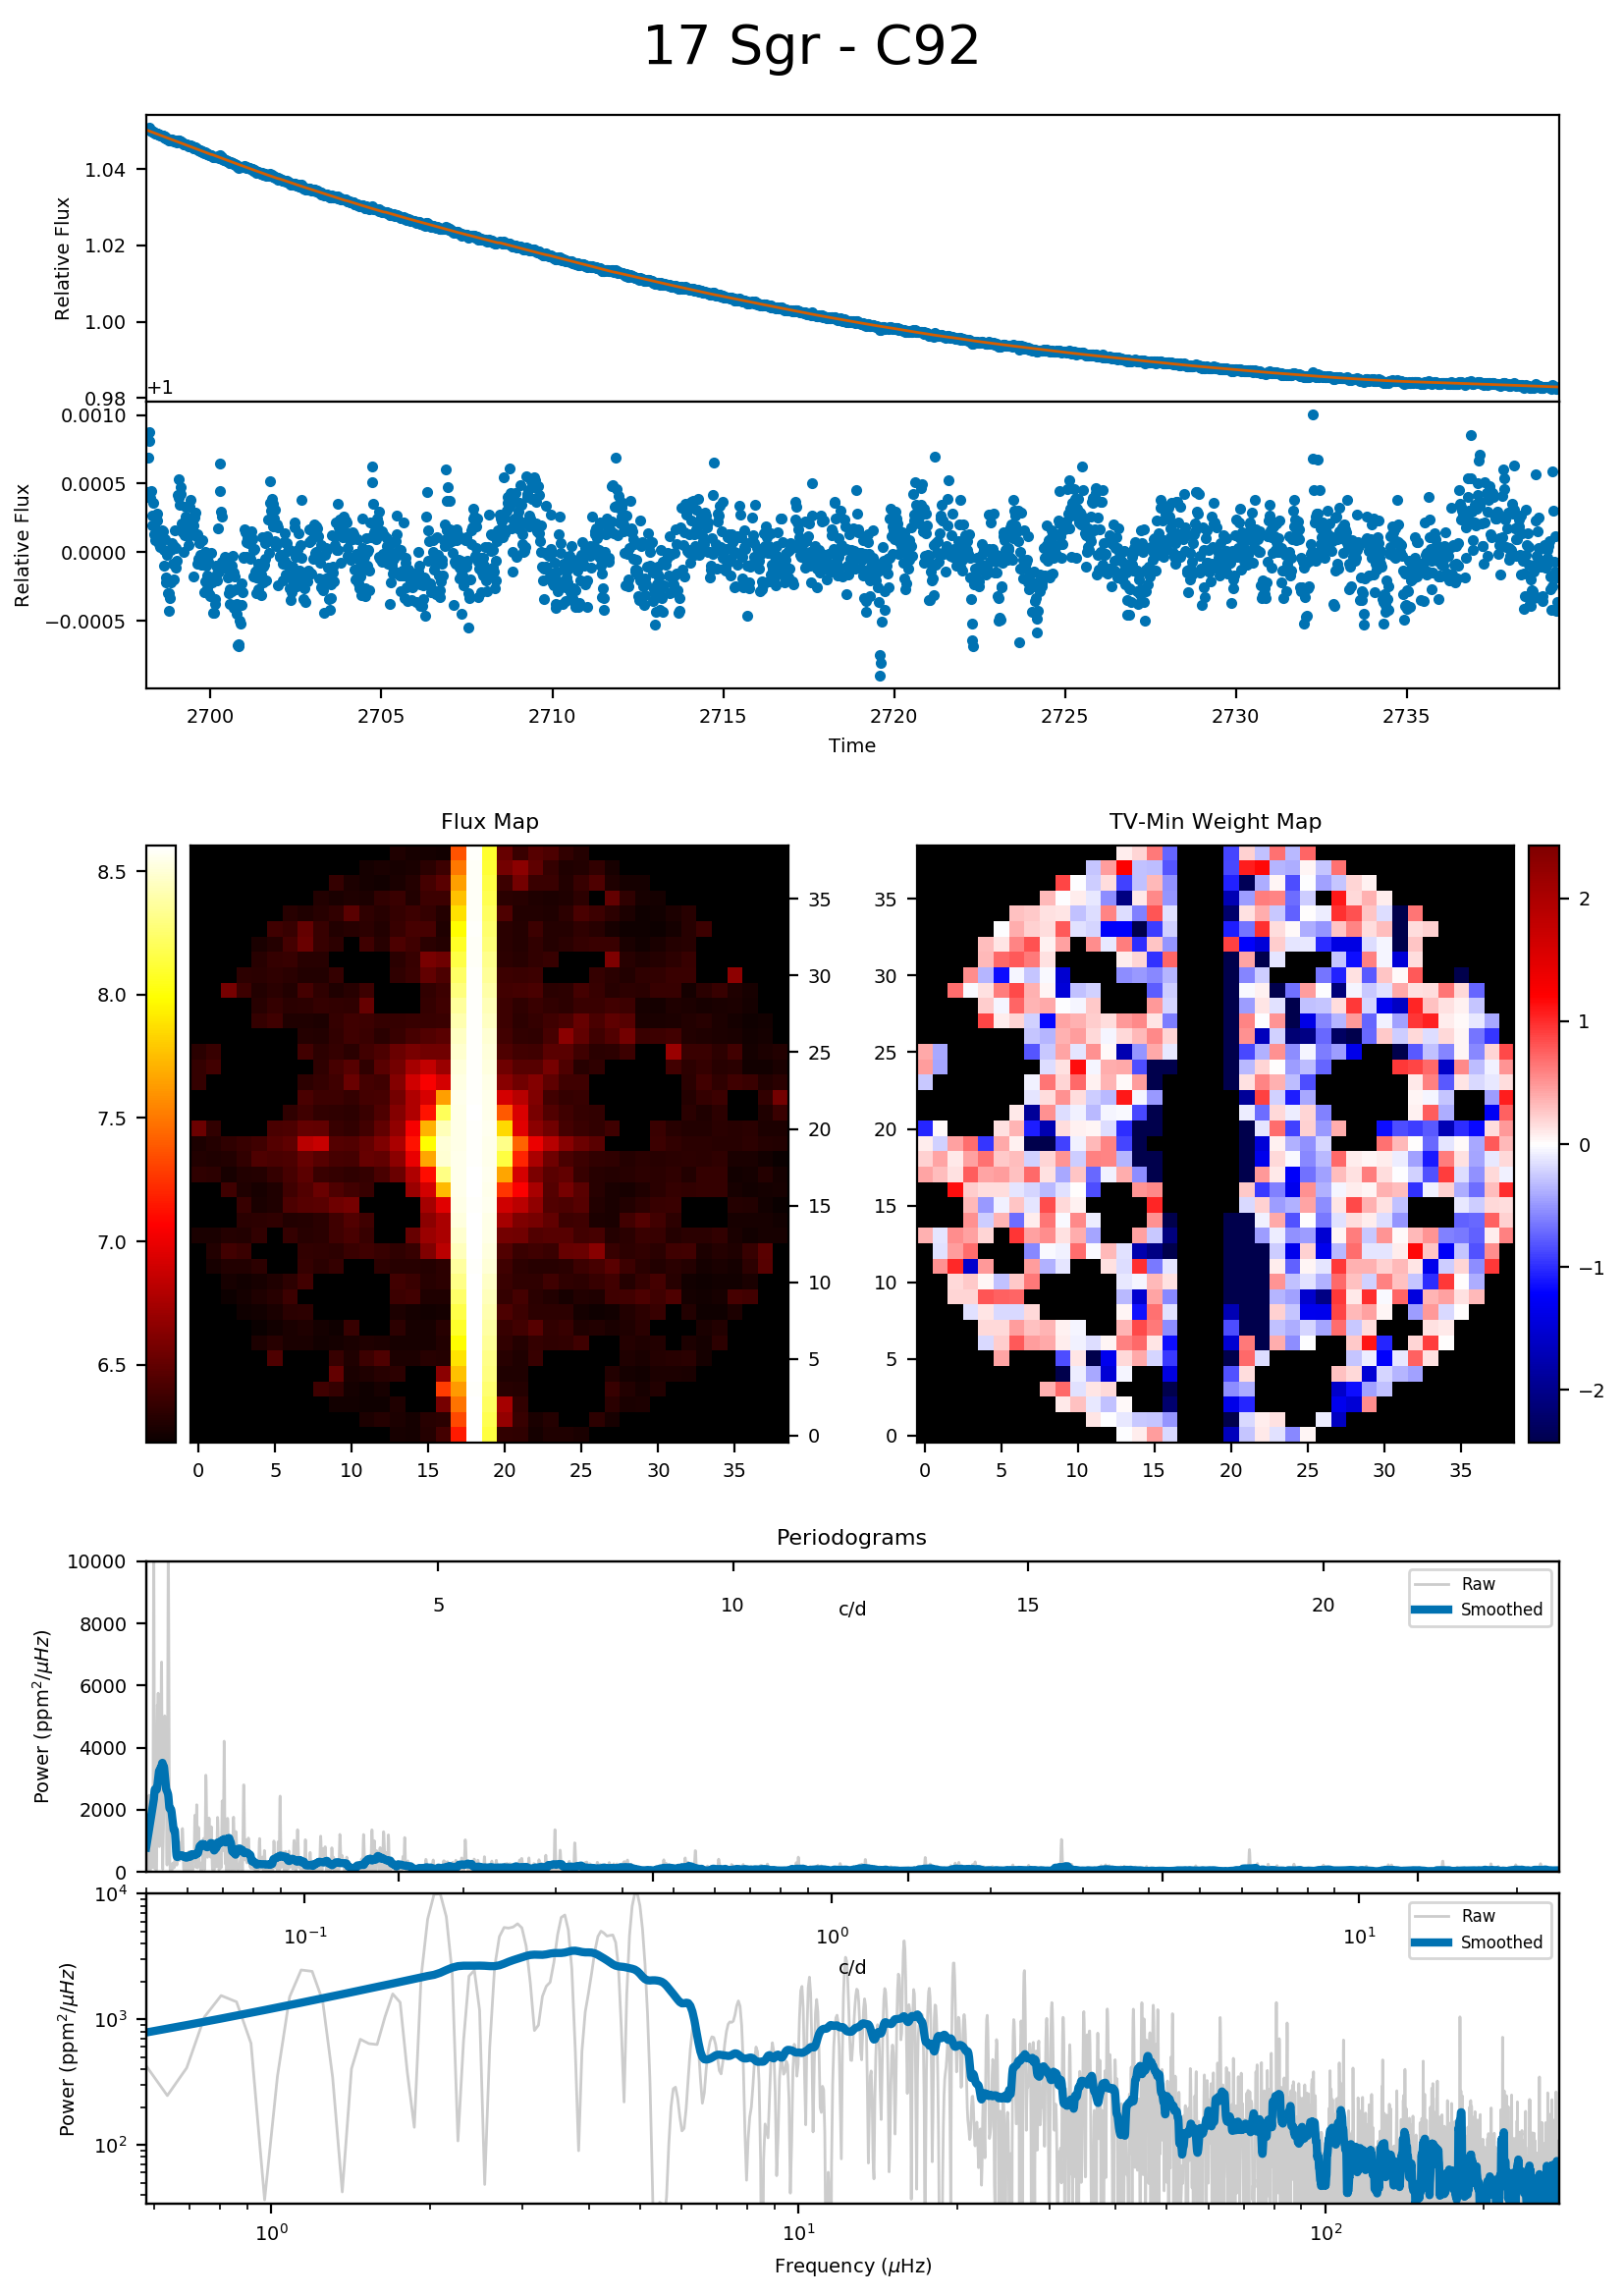 17 Sgr - C92
1.04
1.02
1.00
0.98
Relative Flux
+1
0.0010
0.0005
0.0000
−0.0005
Relative Flux
2700 2705 2710 2715 2720 2725 2730 2735
Time
Flux Map
8.5
8.0
7.5
7.0
6.5
35
30
25
20
15
10
5
0
0 5 10 15 20 25 30 35
TV-Min Weight Map
35
30
25
20
15
10
5
0
0 5 10 15 20 25 30 35
2
1
0
−1
−2
Periodograms
10000
8000
6000
4000
2000
0
Power (ppm²/μHz)
5 10 15 20
c/d
Raw
Smoothed
10⁴
10³
10²
Power (ppm²/μHz)
10⁻¹ 10⁰ 10¹
c/d
Raw
Smoothed
10⁰ 10¹ 10²
Frequency (μHz)